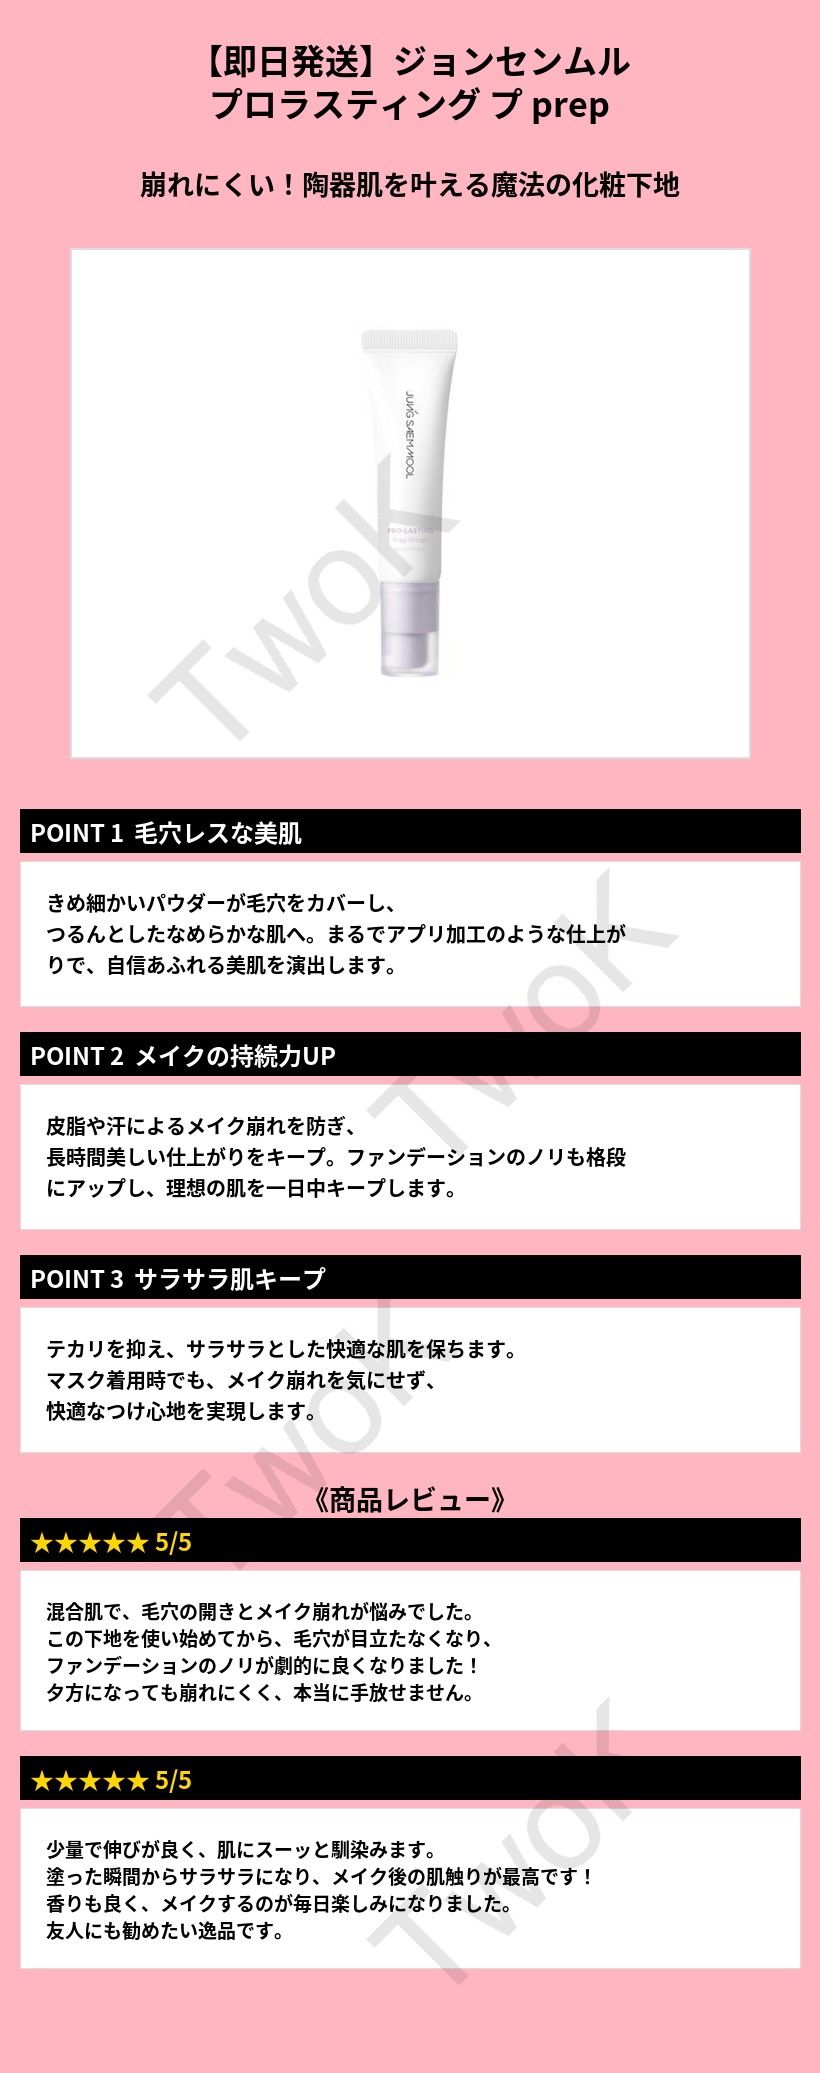 【即日発送】ジョンセンムル
プロラスティング プ prep
崩れにくい！陶器肌を叶える魔法の化粧下地
JUNG SAEM MOOL
PRO-LASTING
Prep Primer
TwoK
POINT 1 毛穴レスな美肌
きめ細かいパウダーが毛穴をカバーし、
つるんとしたなめらかな肌へ。まるでアプリ加工のような仕上が
りで、自信あふれる美肌を演出します。
TwoK
POINT 2 メイクの持続力UP
皮脂や汗によるメイク崩れを防ぎ、
長時間美しい仕上がりをキープ。ファンデーションのノリも格段
にアップし、理想の肌を一日中キープします。
POINT 3 サラサラ肌キープ
テカリを抑え、サラサラとした快適な肌を保ちます。
マスク着用時でも、メイク崩れを気にせず、
快適なつけ心地を実現します。
TwoK
《商品レビュー》
★★★★★ 5/5
混合肌で、毛穴の開きとメイク崩れが悩みでした。
この下地を使い始めてから、毛穴が目立たなくなり、
ファンデーションのノリが劇的に良くなりました！
夕方になっても崩れにくく、本当に手放せません。
★★★★★ 5/5
少量で伸びが良く、肌にスーッと馴染みます。
塗った瞬間からサラサラになり、メイク後の肌触りが最高です！
香りも良く、メイクするのが毎日楽しみになりました。
友人にも勧めたい逸品です。
TwoK